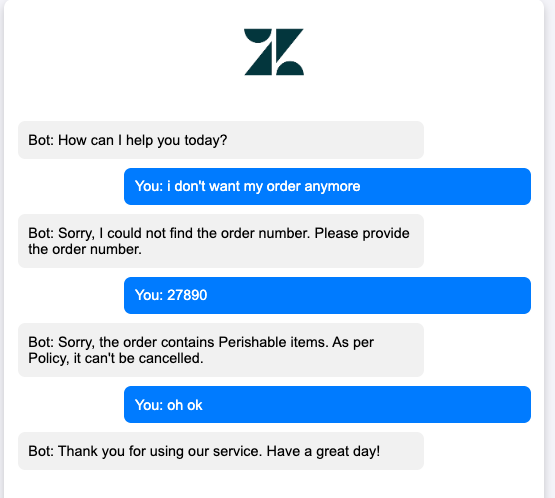 Bot: How can I help you today?
You: i don't want my order anymore
Bot: Sorry, I could not find the order number. Please provide
the order number.
You: 27890
Bot: Sorry, the order contains Perishable items. As per
Policy, it can't be cancelled.
You: oh ok
Bot: Thank you for using our service. Have a great day!